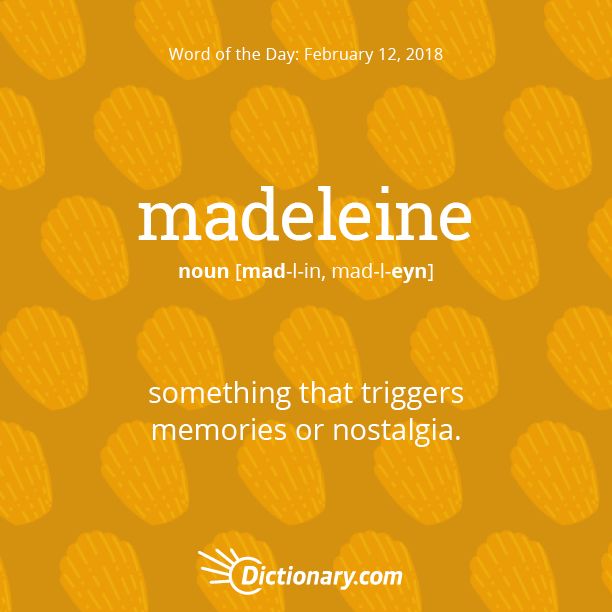 Word of the Day: February 12, 2018
madeleine
noun [mad-l-in, mad-l-eyn]
something that triggers
memories or nostalgia.
Dictionary.com